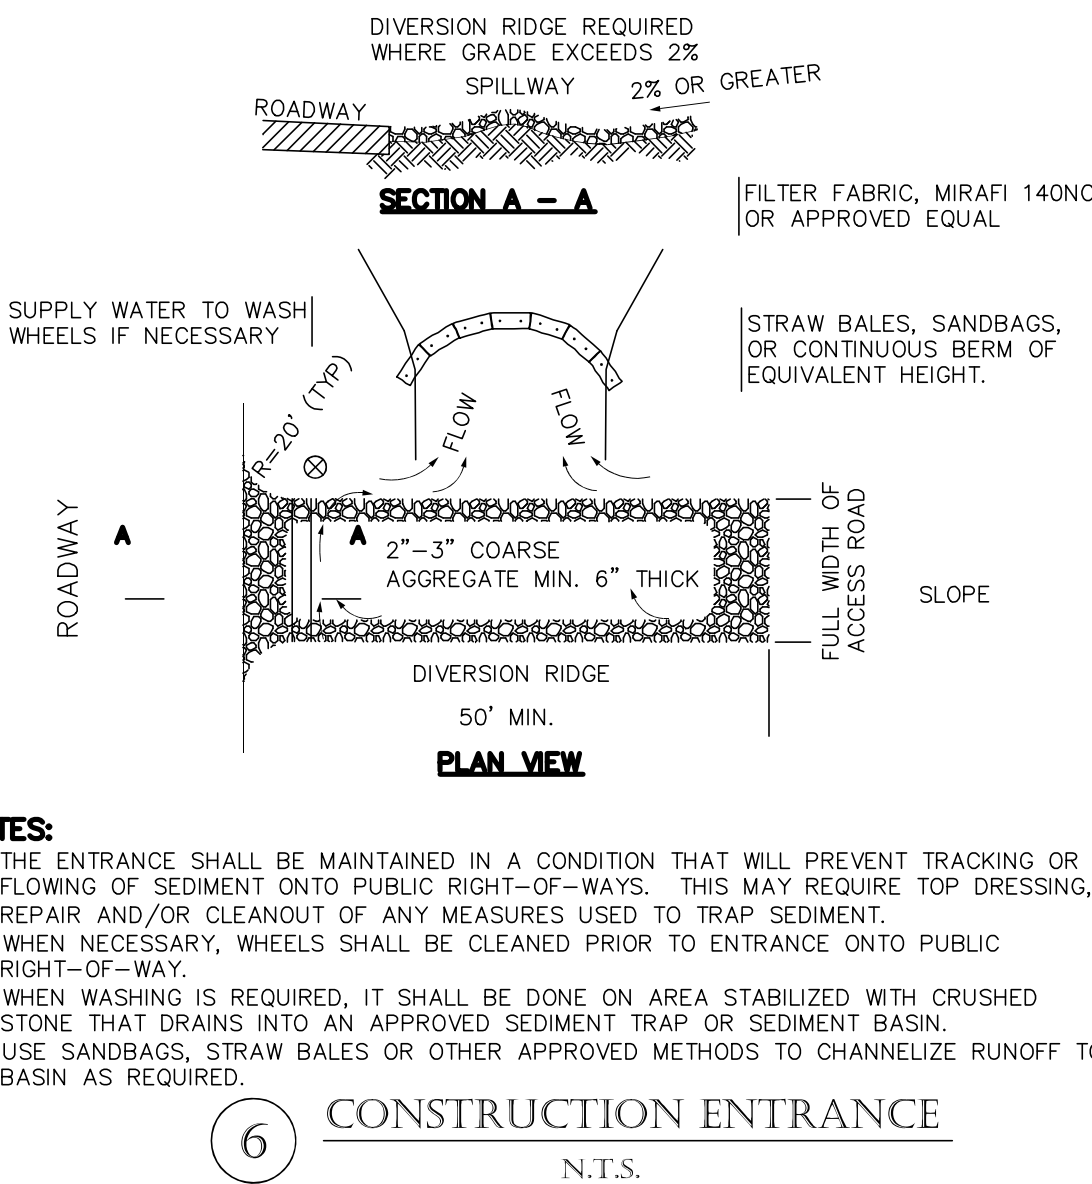 DIVERSION RIDGE REQUIRED
WHERE GRADE EXCEEDS 2%
SPILLWAY
2% OR GREATER
ROADWAY
SECTION A – A
FILTER FABRIC, MIRAFI 140NC
OR APPROVED EQUAL
SUPPLY WATER TO WASH
WHEELS IF NECESSARY
STRAW BALES, SANDBAGS,
OR CONTINUOUS BERM OF
EQUIVALENT HEIGHT.
R=20' (TYP)
FLOW
FLOW
ROADWAY
A
A
2"–3" COARSE
AGGREGATE MIN. 6" THICK
FULL WIDTH OF
ACCESS ROAD
SLOPE
DIVERSION RIDGE
50' MIN.
PLAN VIEW
TES:
THE ENTRANCE SHALL BE MAINTAINED IN A CONDITION THAT WILL PREVENT TRACKING OR
FLOWING OF SEDIMENT ONTO PUBLIC RIGHT–OF–WAYS. THIS MAY REQUIRE TOP DRESSING,
REPAIR AND/OR CLEANOUT OF ANY MEASURES USED TO TRAP SEDIMENT.
WHEN NECESSARY, WHEELS SHALL BE CLEANED PRIOR TO ENTRANCE ONTO PUBLIC
RIGHT–OF–WAY.
WHEN WASHING IS REQUIRED, IT SHALL BE DONE ON AREA STABILIZED WITH CRUSHED
STONE THAT DRAINS INTO AN APPROVED SEDIMENT TRAP OR SEDIMENT BASIN.
USE SANDBAGS, STRAW BALES OR OTHER APPROVED METHODS TO CHANNELIZE RUNOFF TO
BASIN AS REQUIRED.
6
CONSTRUCTION ENTRANCE
N.T.S.